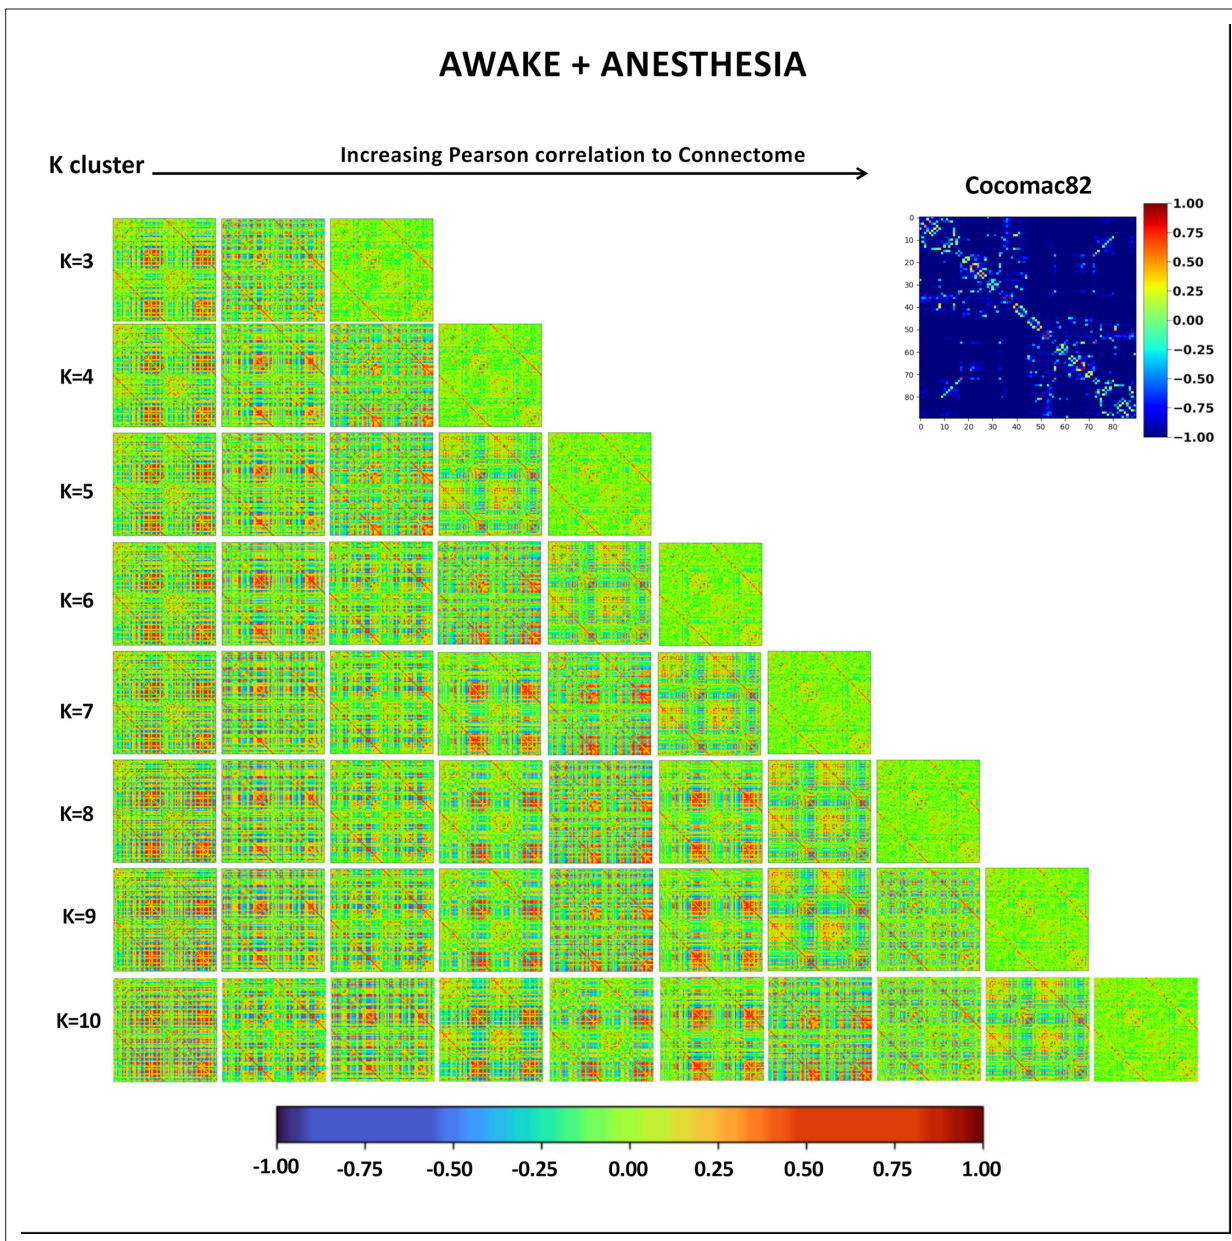 AWAKE + ANESTHESIA
K cluster
Increasing Pearson correlation to Connectome
Cocomac82
0
10
20
30
40
50
60
70
80
0 10 20 30 40 50 60 70 80
1.00
0.75
0.50
0.25
0.00
−0.25
−0.50
−0.75
−1.00
K=3
K=4
K=5
K=6
K=7
K=8
K=9
K=10
-1.00 -0.75 -0.50 -0.25 0.00 0.25 0.50 0.75 1.00